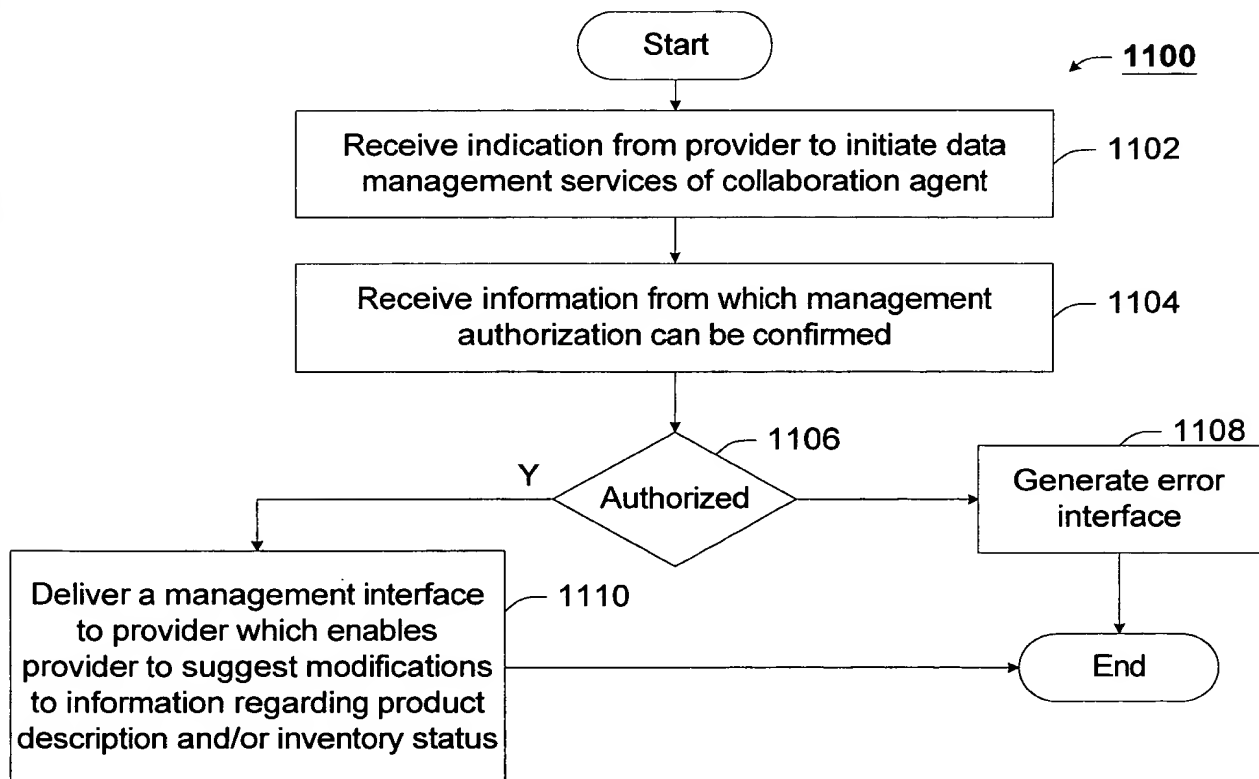 Start
1100
Receive indication from provider to initiate data
management services of collaboration agent
1102
Receive information from which management
authorization can be confirmed
1104
1106
1108
Y
Authorized
Generate error
interface
Deliver a management interface
to provider which enables
provider to suggest modifications
to information regarding product
description and/or inventory status
1110
End